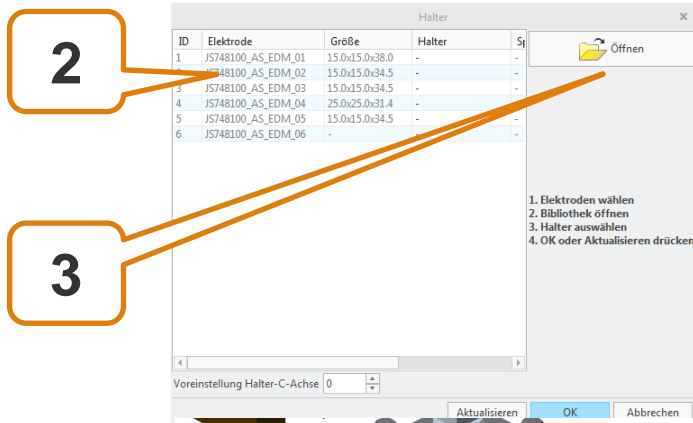 Halter
x
ID Elektrode Größe Halter Sp
1 JS748100_AS_EDM_01 15.0x15.0x38.0 - -
JS748100_AS_EDM_02 15.0x15.0x34.5 - -
3 JS748100_AS_EDM_03 15.0x15.0x34.5 -
4 JS748100_AS_EDM_04 25.0x25.0x31.4 - -
5 JS748100_AS_EDM_05 15.0x15.0x34.5 - -
6 JS748100_AS_EDM_06 - - -
Öffnen
2
3
1. Elektroden wählen
2. Bibliothek öffnen
3. Halter auswählen
4. OK oder Aktualisieren drücken
Voreinstellung Halter-C-Achse 0
Aktualisieren OK Abbrechen